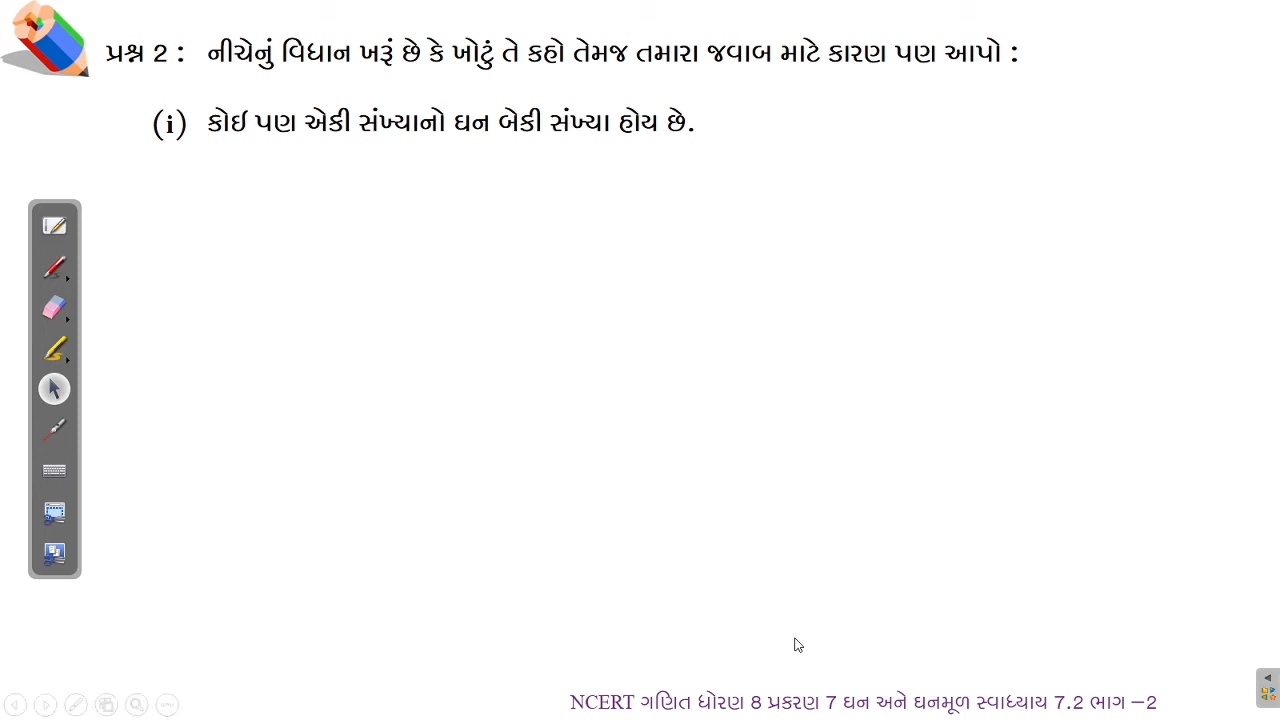 પ્રશ્ન 2 : નીચેનું વિધાન ખરૂં છે કે ખોટું તે કહો તેમજ તમારા જવાબ માટે કારણ પણ આપો :
(i) કોઈ પણ એકી સંખ્યાનો ઘન બેકી સંખ્યા હોય છે.
NCERT ગણિત ધોરણ 8 પ્રકરણ 7 ઘન અને ઘનમૂળ સ્વાધ્યાય 7.2 ભાગ –2